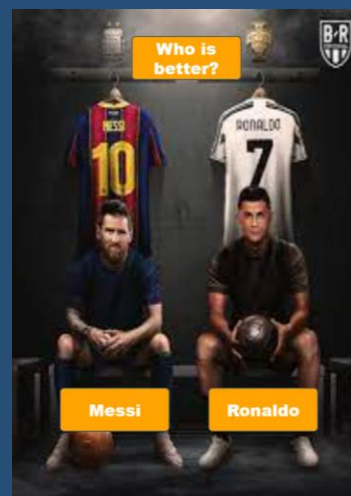 Who is
better?
B/R
MESSI
10
RONALDO
7
Messi
Ronaldo